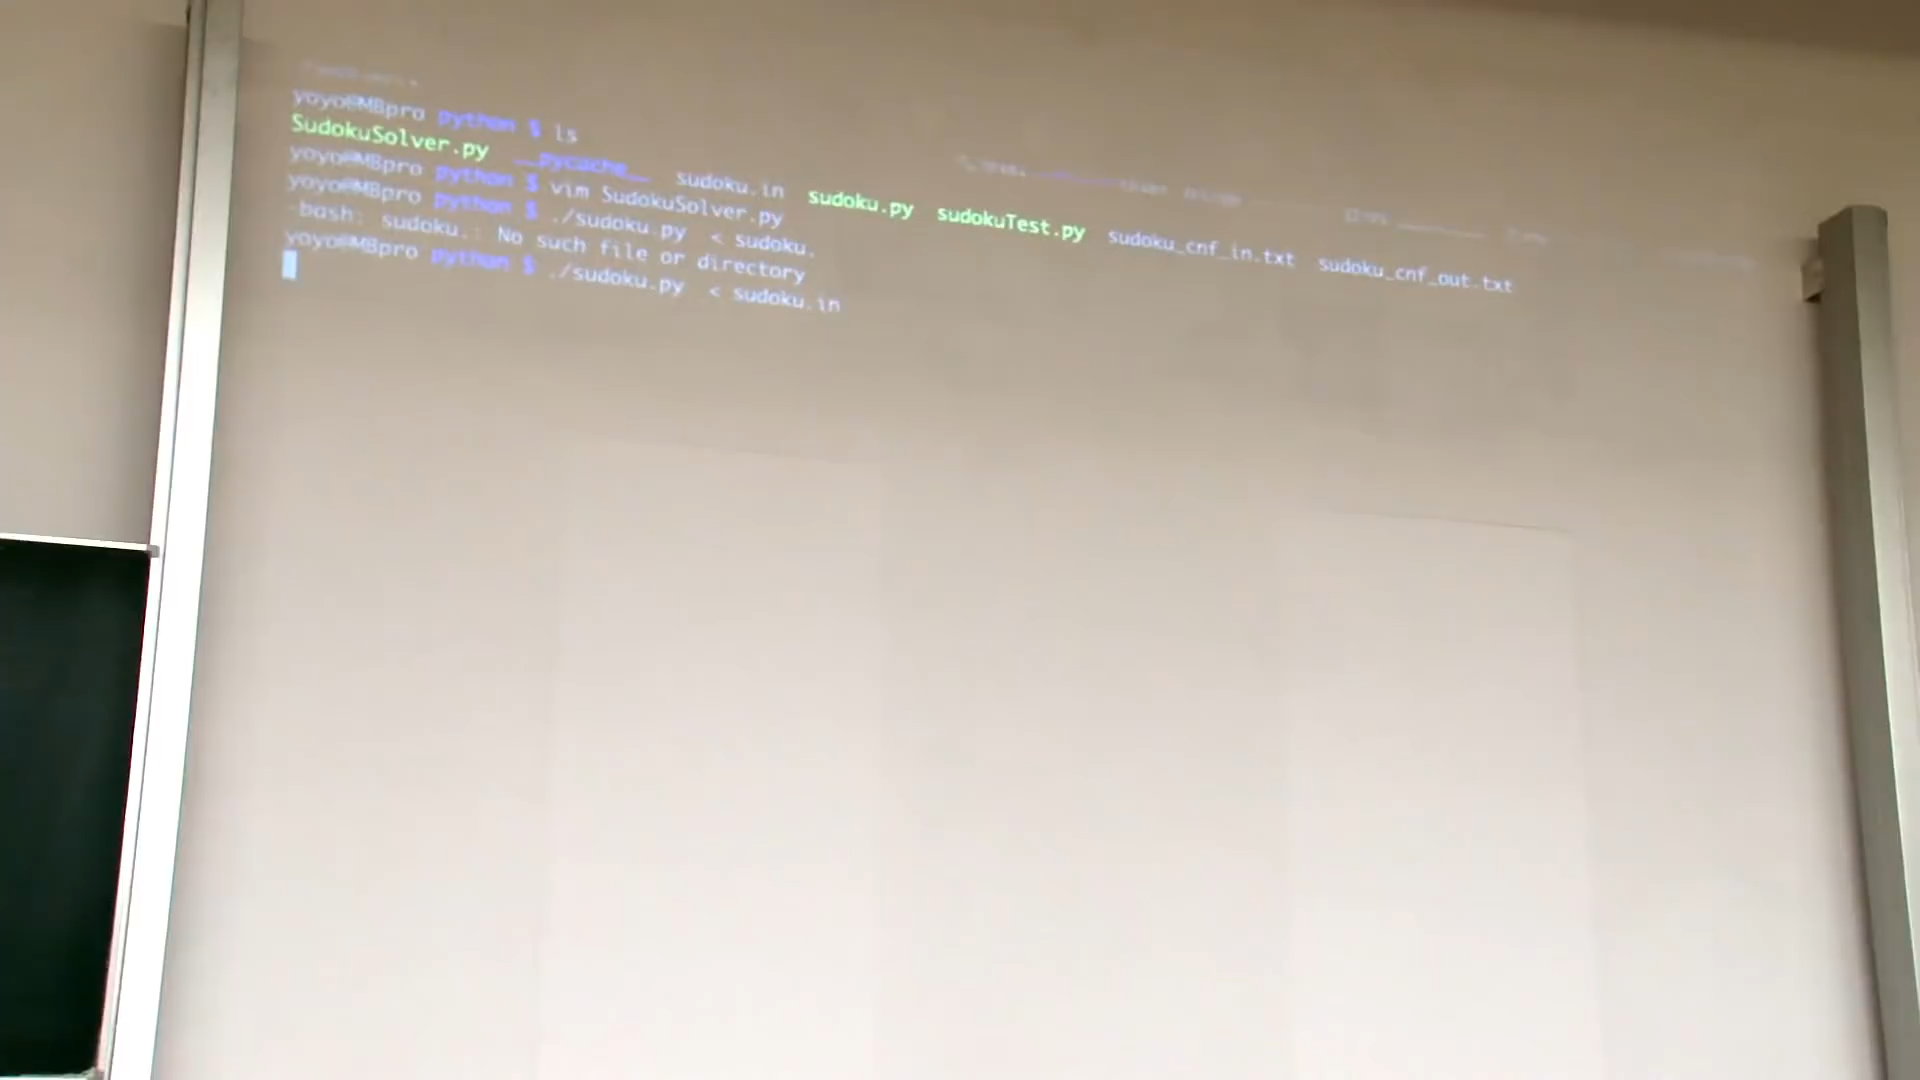 yoyo@MBpro python $ ls
SudokuSolver.py __pycache__ sudoku.in sudoku.py sudokuTest.py sudoku_cnf_in.txt sudoku_cnf_out.txt
yoyo@MBpro python $ vim SudokuSolver.py
yoyo@MBpro python $ ./sudoku.py < sudoku.
-bash: sudoku.: No such file or directory
yoyo@MBpro python $ ./sudoku.py < sudoku.in